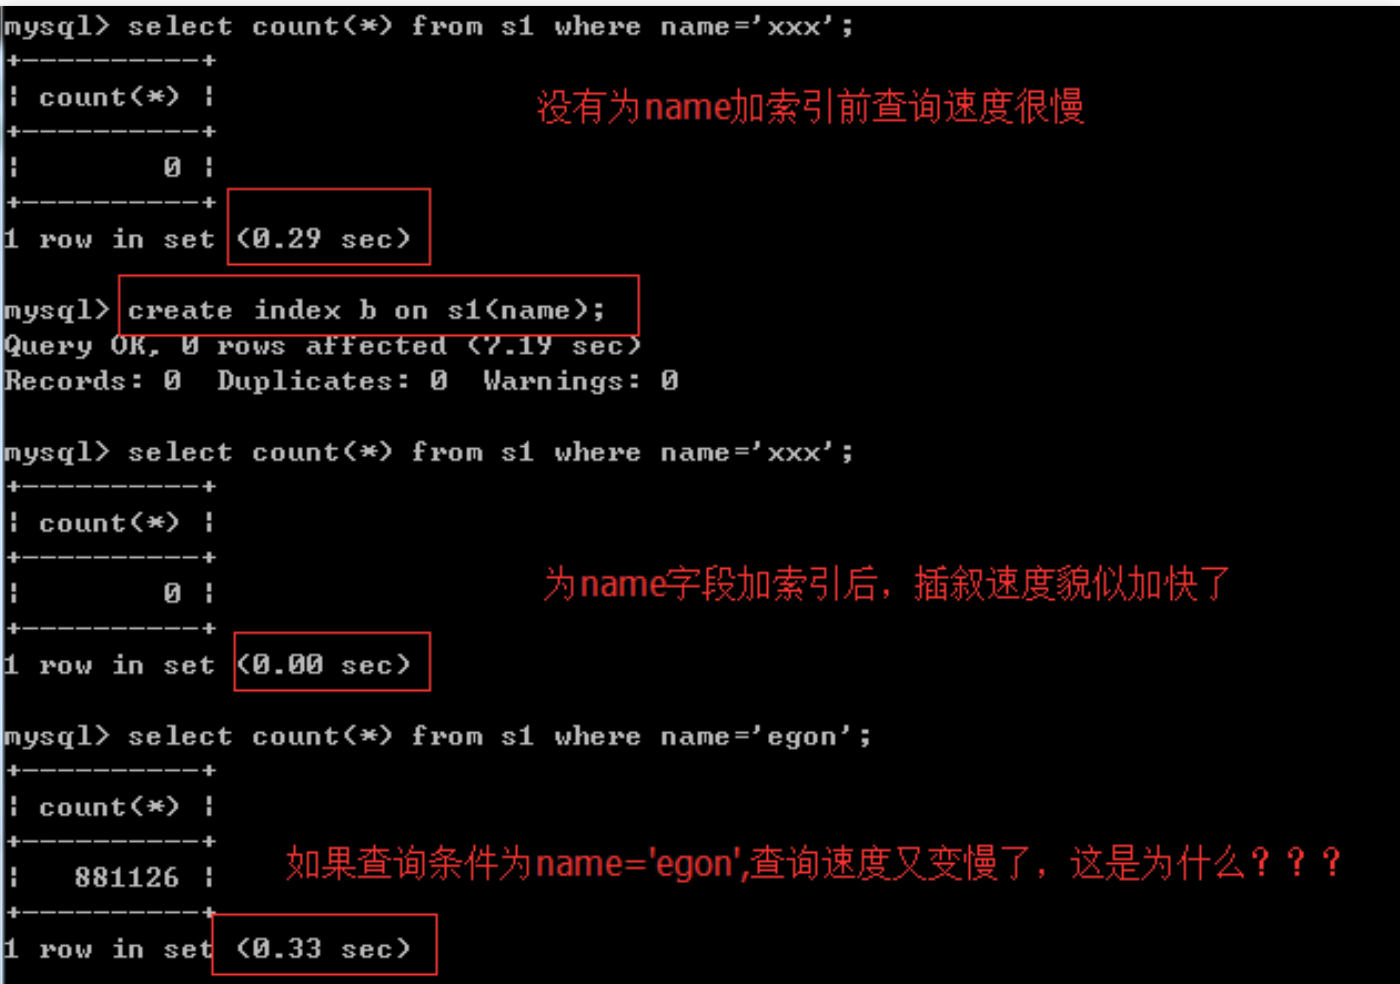 mysql> select count(*) from s1 where name='xxx';
+----------+
| count(*) |
没有为name加索引前查询速度很慢
+----------+
|        0 |
+----------+
1 row in set (0.29 sec)
mysql> create index b on s1(name);
Query OK, 0 rows affected (7.19 sec)
Records: 0  Duplicates: 0  Warnings: 0
mysql> select count(*) from s1 where name='xxx';
+----------+
| count(*) |
+----------+
|        0 |
为name字段加索引后，插叙速度貌似加快了
+----------+
1 row in set (0.00 sec)
mysql> select count(*) from s1 where name='egon';
+----------+
| count(*) |
+----------+
|   881126 |
如果查询条件为name='egon',查询速度又变慢了，这是为什么？？？
+----------+
1 row in set (0.33 sec)